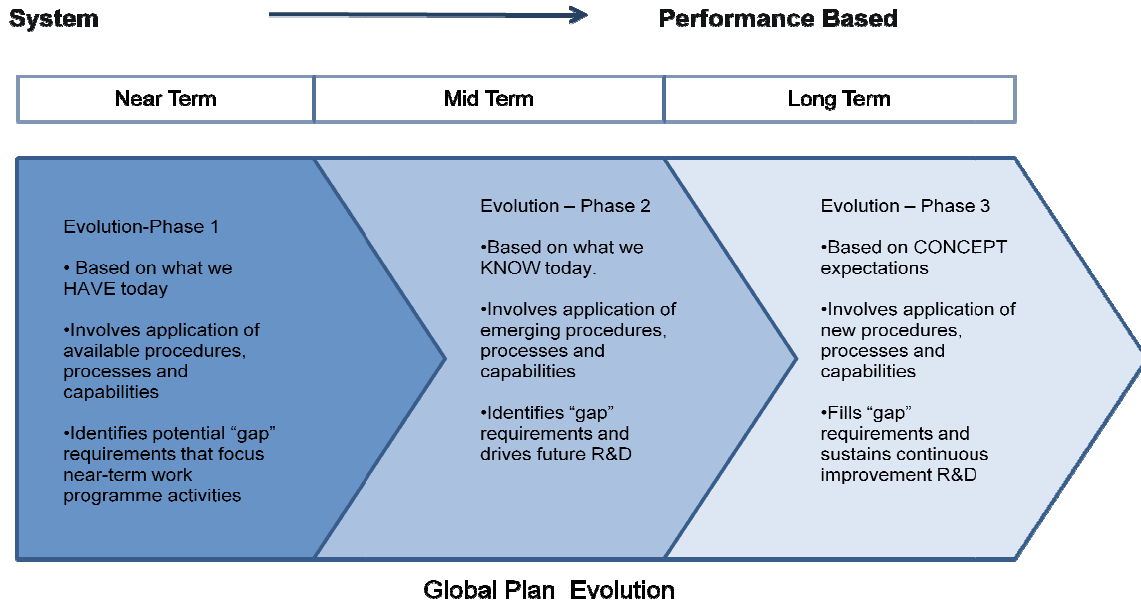 System
Performance Based
Near Term
Mid Term
Long Term
Evolution-Phase 1
• Based on what we
HAVE today
•Involves application of
available procedures,
processes and
capabilities
•Identifies potential “gap”
requirements that focus
near-term work
programme activities
Evolution – Phase 2
•Based on what we
KNOW today.
•Involves application of
emerging procedures,
processes and
capabilities
•Identifies “gap”
requirements and
drives future R&D
Evolution – Phase 3
•Based on CONCEPT
expectations
•Involves application of
new procedures,
processes and
capabilities
•Fills “gap”
requirements and
sustains continuous
improvement R&D
Global Plan Evolution